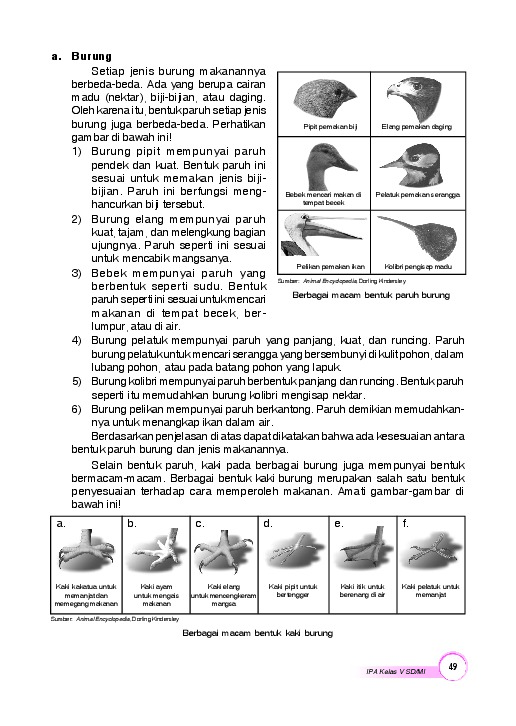 a. Burung
Setiap jenis burung makanannya
berbeda-beda. Ada yang berupa cairan
madu (nektar), biji-bijian, atau daging.
Oleh karena itu, bentuk paruh setiap jenis
burung juga berbeda-beda. Perhatikan
gambar di bawah ini!
1) Burung pipit mempunyai paruh
pendek dan kuat. Bentuk paruh ini
sesuai untuk memakan jenis biji-
bijian. Paruh ini berfungsi meng-
hancurkan biji tersebut.
2) Burung elang mempunyai paruh
kuat, tajam, dan melengkung bagian
ujungnya. Paruh seperti ini sesuai
untuk mencabik mangsanya.
3) Bebek mempunyai paruh yang
berbentuk seperti sudu. Bentuk
paruh seperti ini sesuai untuk mencari
makanan di tempat becek, ber-
lumpur, atau di air.
Pipit pemakan biji
Elang pemakan daging
Bebek mencari makan di
tempat becek
Pelatuk pemakan serangga
Pelikan pemakan ikan
Kolibri pengisap madu
Sumber: Animal Encyclopedia, Dorling Kindersley
Berbagai macam bentuk paruh burung
4) Burung pelatuk mempunyai paruh yang panjang, kuat, dan runcing. Paruh
burung pelatuk untuk mencari serangga yang bersembunyi di kulit pohon, dalam
lubang pohon, atau pada batang pohon yang lapuk.
5) Burung kolibri mempunyai paruh berbentuk panjang dan runcing. Bentuk paruh
seperti itu memudahkan burung kolibri mengisap nektar.
6) Burung pelikan mempunyai paruh berkantong. Paruh demikian memudahkan-
nya untuk menangkap ikan dalam air.
Berdasarkan penjelasan di atas dapat dikatakan bahwa ada kesesuaian antara
bentuk paruh burung dan jenis makanannya.
Selain bentuk paruh, kaki pada berbagai burung juga mempunyai bentuk
bermacam-macam. Berbagai bentuk kaki burung merupakan salah satu bentuk
penyesuaian terhadap cara memperoleh makanan. Amati gambar-gambar di
bawah ini!
a. b. c. d. e. f.
Kaki kakatua untuk
memanjat dan
memegang makanan
Kaki ayam
untuk mengais
makanan
Kaki elang
untuk mencengkeram
mangsa
Kaki pipit untuk
bertengger
Kaki itik untuk
berenang di air
Kaki pelatuk untuk
memanjat
Sumber: Animal Encyclopedia, Dorling Kindersley
Berbagai macam bentuk kaki burung
IPA Kelas V SD/MI
49